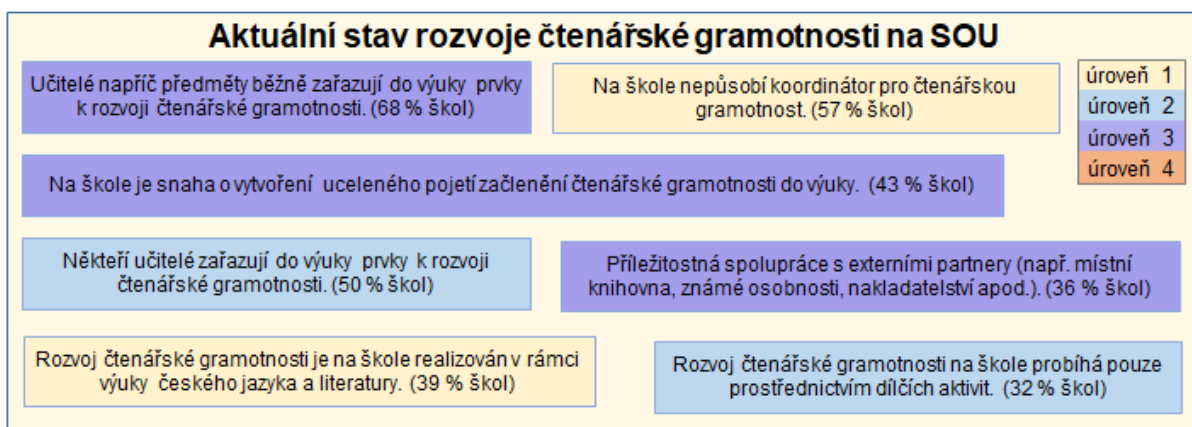 Aktuální stav rozvoje čtenářské gramotnosti na SOU
Učitelé napříč předměty běžně zařazují do výuky prvky
k rozvoji čtenářské gramotnosti. (68 % škol)
Na škole nepůsobí koordinátor pro čtenářskou
gramotnost. (57 % škol)
úroveň 1
úroveň 2
úroveň 3
úroveň 4
Na škole je snaha o vytvoření uceleného pojetí začlenění čtenářské gramotnosti do výuky. (43 % škol)
Někteří učitelé zařazují do výuky prvky k rozvoji
čtenářské gramotnosti. (50 % škol)
Příležitostná spolupráce s externími partnery (např. místní
knihovna, známé osobnosti, nakladatelství apod.). (36 % škol)
Rozvoj čtenářské gramotnosti je na škole realizován v rámci
výuky českého jazyka a literatury. (39 % škol)
Rozvoj čtenářské gramotnosti na škole probíhá pouze
prostřednictvím dílčích aktivit. (32 % škol)